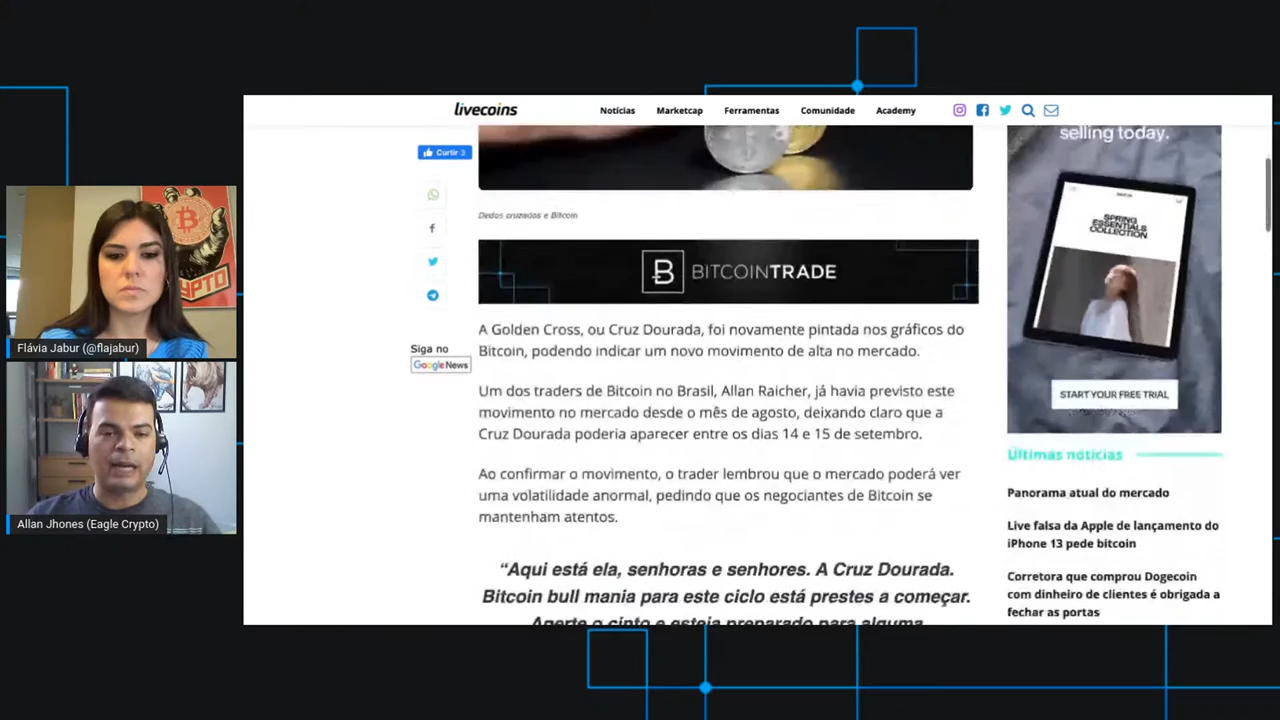 livecoins
Notícias
Marketcap
Ferramentas
Comunidade
Academy
Curtir 3
selling today.
SPRING
ESSENTIALS
COLLECTION
START YOUR FREE TRIAL
Dedos cruzados e Bitcoin
BITCOINTRADE
Siga no
Google News
A Golden Cross, ou Cruz Dourada, foi novamente pintada nos gráficos do
Bitcoin, podendo indicar um novo movimento de alta no mercado.
Um dos traders de Bitcoin no Brasil, Allan Raicher, já havia previsto este
movimento no mercado desde o mês de agosto, deixando claro que a
Cruz Dourada poderia aparecer entre os dias 14 e 15 de setembro.
Ao confirmar o movimento, o trader lembrou que o mercado poderá ver
uma volatilidade anormal, pedindo que os negociantes de Bitcoin se
mantenham atentos.
“Aqui está ela, senhoras e senhores. A Cruz Dourada.
Bitcoin bull mania para este ciclo está prestes a começar.
Aperte o cinto e esteja preparado para alguma
Últimas notícias
Panorama atual do mercado
Live falsa da Apple de lançamento do
iPhone 13 pede bitcoin
Corretora que comprou Dogecoin
com dinheiro de clientes é obrigada a
fechar as portas
YPTO
Flávia Jabur (@flajabur)
Allan Jhones (Eagle Crypto)